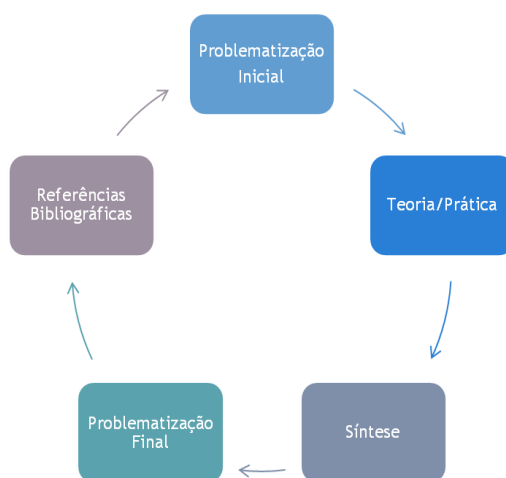 Problematização
Inicial
Teoria/Prática
Síntese
Problematização
Final
Referências
Bibliográficas